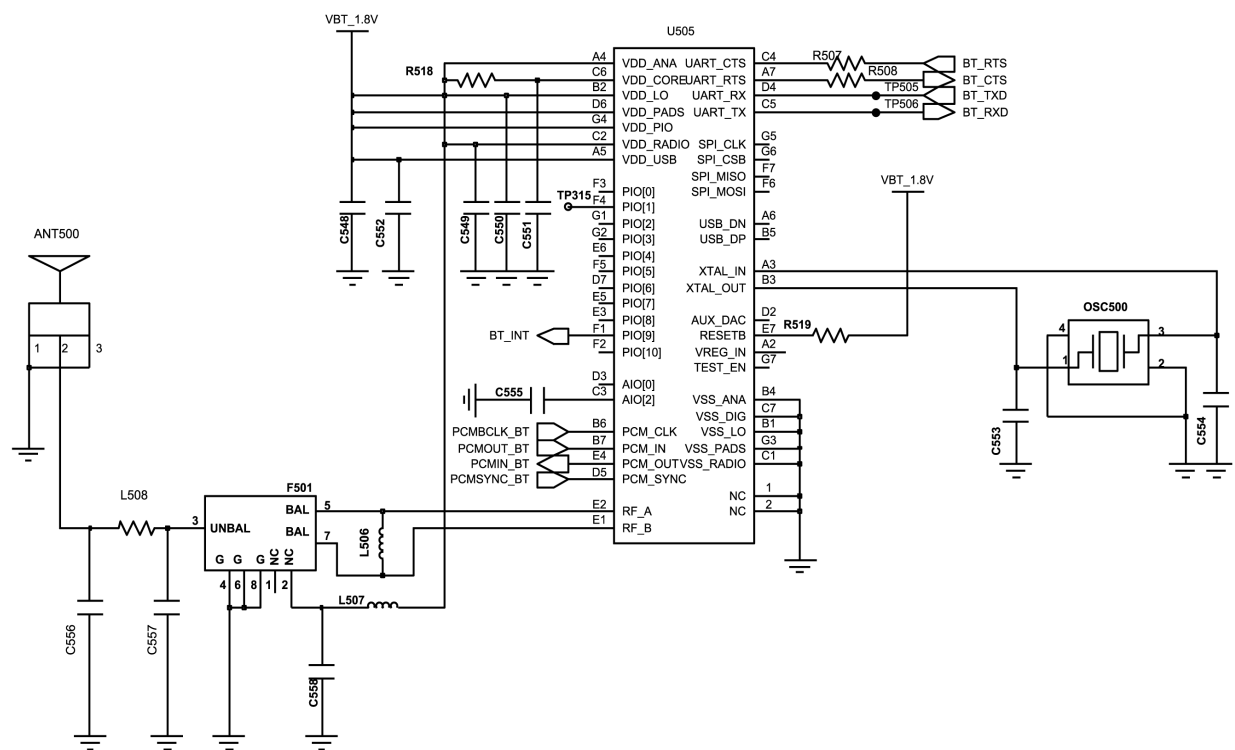 VBT_1.8V
U505
A4 VDD_ANA UART_CTS C4 R507 BT_RTS
R518 C6 VDD_CORE UART_RTS A7 R508 BT_CTS
B2 VDD_LO UART_RX D4 TP505 BT_TXD
D6 VDD_PADS UART_TX C5 TP506 BT_RXD
G4 VDD_PIO
C2 VDD_RADIO SPI_CLK G5
A5 VDD_USB SPI_CSB G6
SPI_MISO F7
F3 PIO[0] SPI_MOSI F6
VBT_1.8V
TP315 F4 PIO[1]
G1 PIO[2] USB_DN A6
G2 PIO[3] USB_DP B5
C548 C552 C549 C550 C551
E6 PIO[4]
ANT500
F5 PIO[5] XTAL_IN A3
D7 PIO[6] XTAL_OUT B3
E5 PIO[7]
OSC500
E3 PIO[8] AUX_DAC D2
BT_INT F1 PIO[9] RESETB E7 R519
4 3
F2 PIO[10] VREG_IN A2
1 2 3
TEST_EN G7
1 2
D3 AIO[0]
C555 C3 AIO[2] VSS_ANA B4
VSS_DIG C7
C553 C554
PCMBCLK_BT B6 PCM_CLK VSS_LO B1
PCMOUT_BT B7 PCM_IN VSS_PADS G3
PCMIN_BT E4 PCM_OUT VSS_RADIO C1
PCMSYNC_BT D5 PCM_SYNC
F501
NC 1
L508
BAL 5 E2 RF_A NC 2
3 UNBAL
E1 RF_B
BAL 7 L506
G G G NC NC
4 6 8 1 2
L507
C556 C557 C558